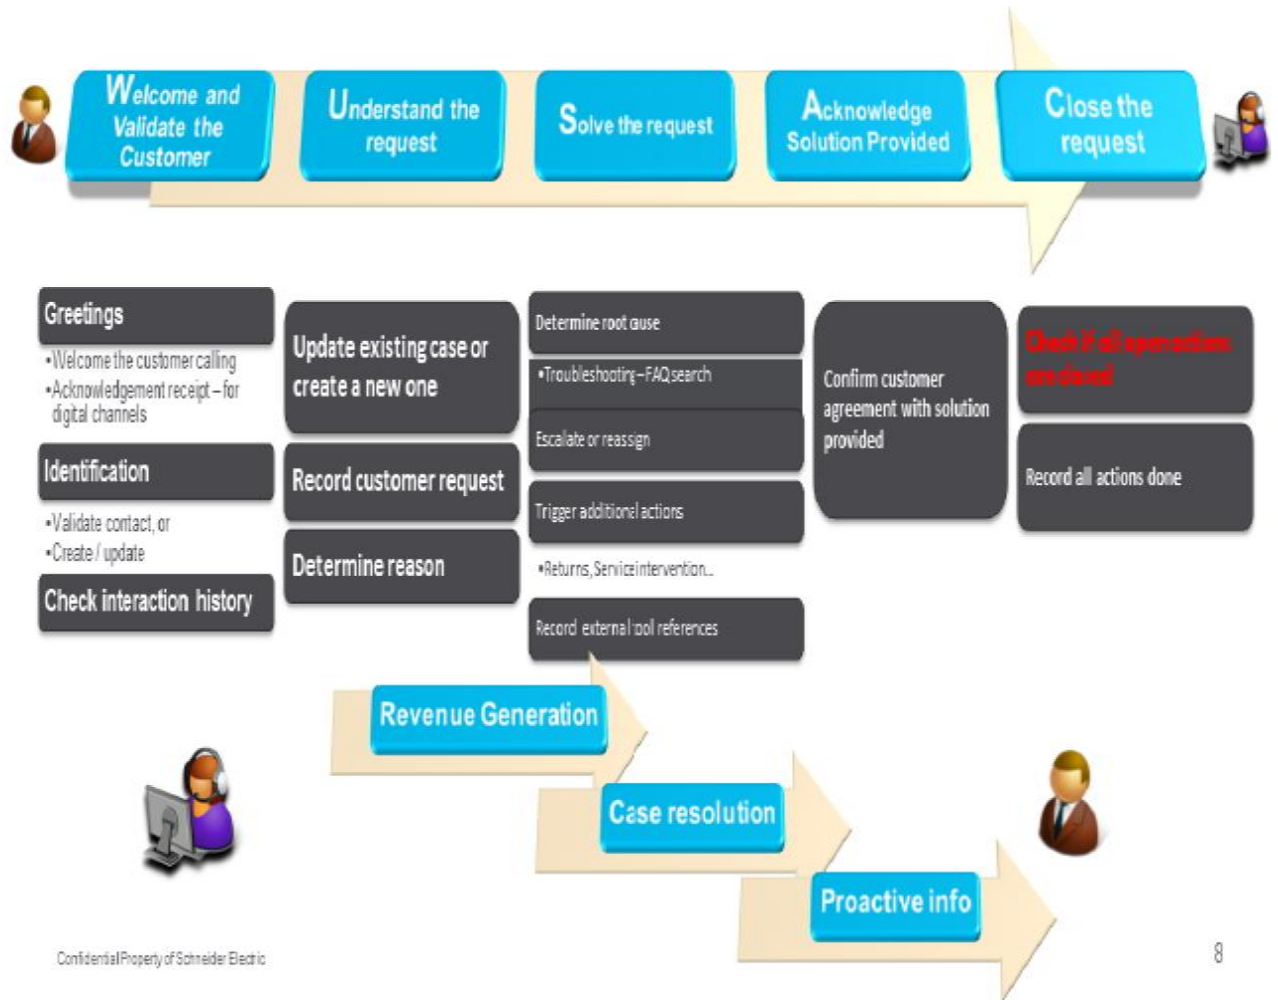 Welcome and
Validate the
Customer
Understand the
request
Solve the request
Acknowledge
Solution Provided
Close the
request
Greetings
•Welcome the customer calling
•Acknowledgement receipt – for
digital channels
Identification
•Validate contact, or
•Create / update
Check interaction history
Update existing case or
create a new one
Record customer request
Determine reason
Determine root cause
•Troubleshooting – FAQ search
Escalate or reassign
Trigger additional actions
•Returns, Service intervention...
Record external tool references
Confirm customer
agreement with solution
provided
Check if all open actions
are closed
Record all actions done
Revenue Generation
Case resolution
Proactive info
Confidential Property of Schneider Electric
8